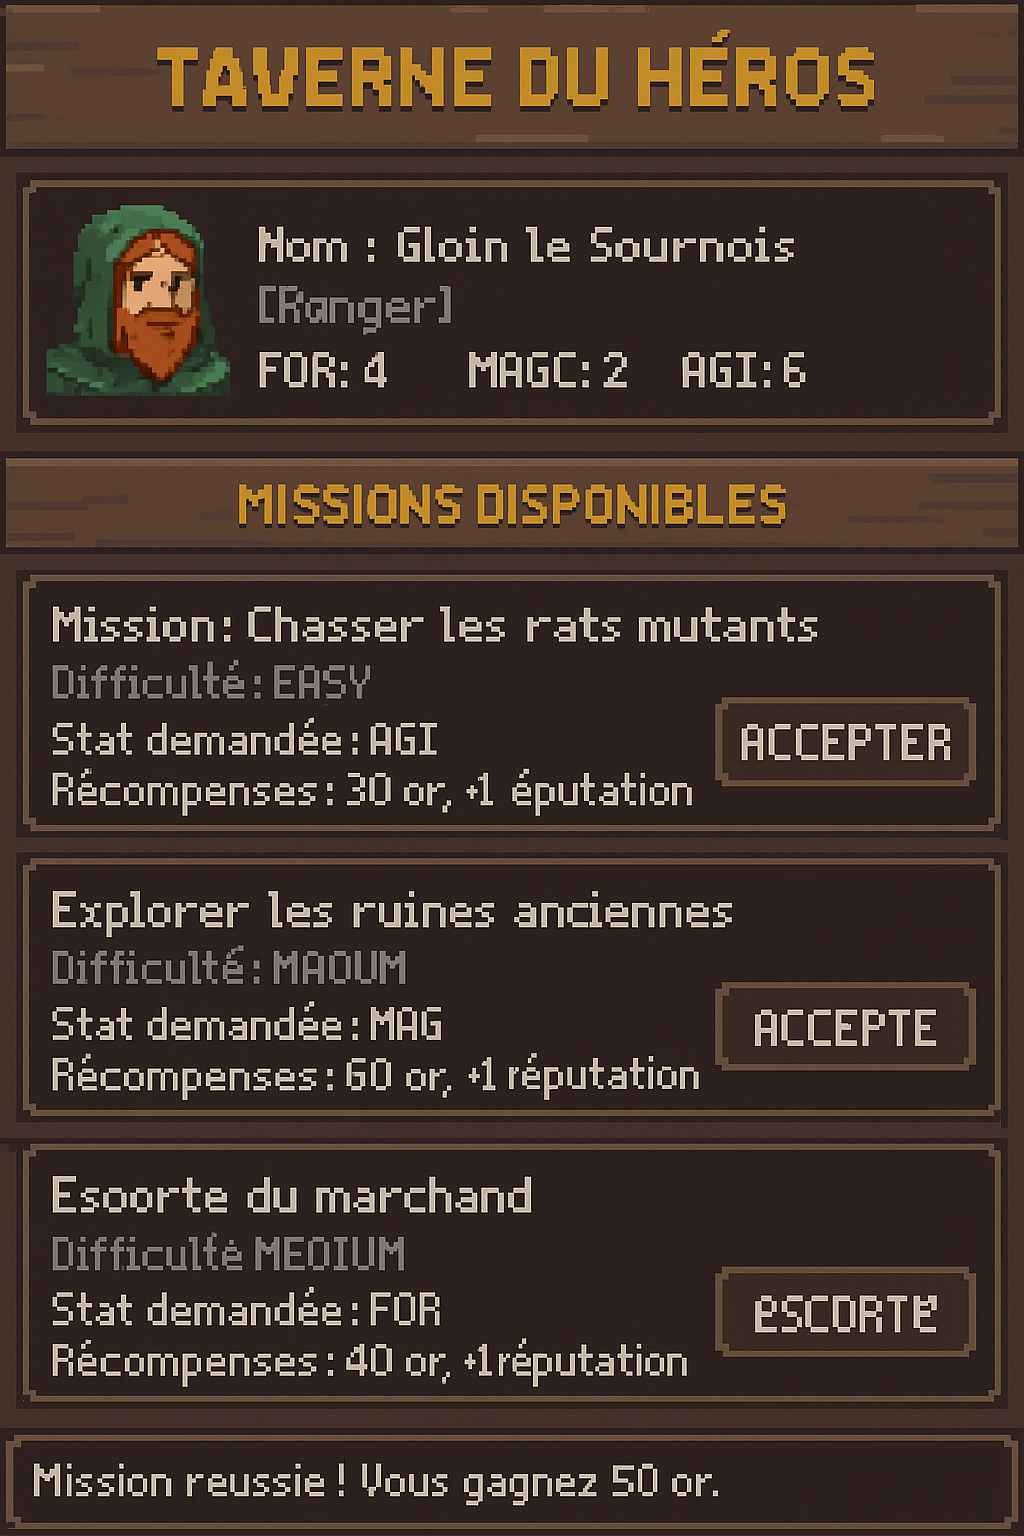 TAVERNE DU HÉROS
Nom : Gloin le Sournois
[Ranger]
FOR: 4 MAGC: 2 AGI: 6
MISSIONS DISPONIBLES
Mission: Chasser les rats mutants
Difficulté: EASY
Stat demandée: AGI
ACCEPTER
Récompenses: 30 or, +1 éputation
Explorer les ruines anciennes
Difficulté: MAOUM
Stat demandée: MAG
ACCEPTE
Récompenses: 60 or, +1 réputation
Esoorte du marchand
Difficulfé MEOIUM
Stat demandée: FOR
eSCORTe
Récompenses: 40 or, +1 réputation
Mission reussie ! Vous gagnez 50 or.